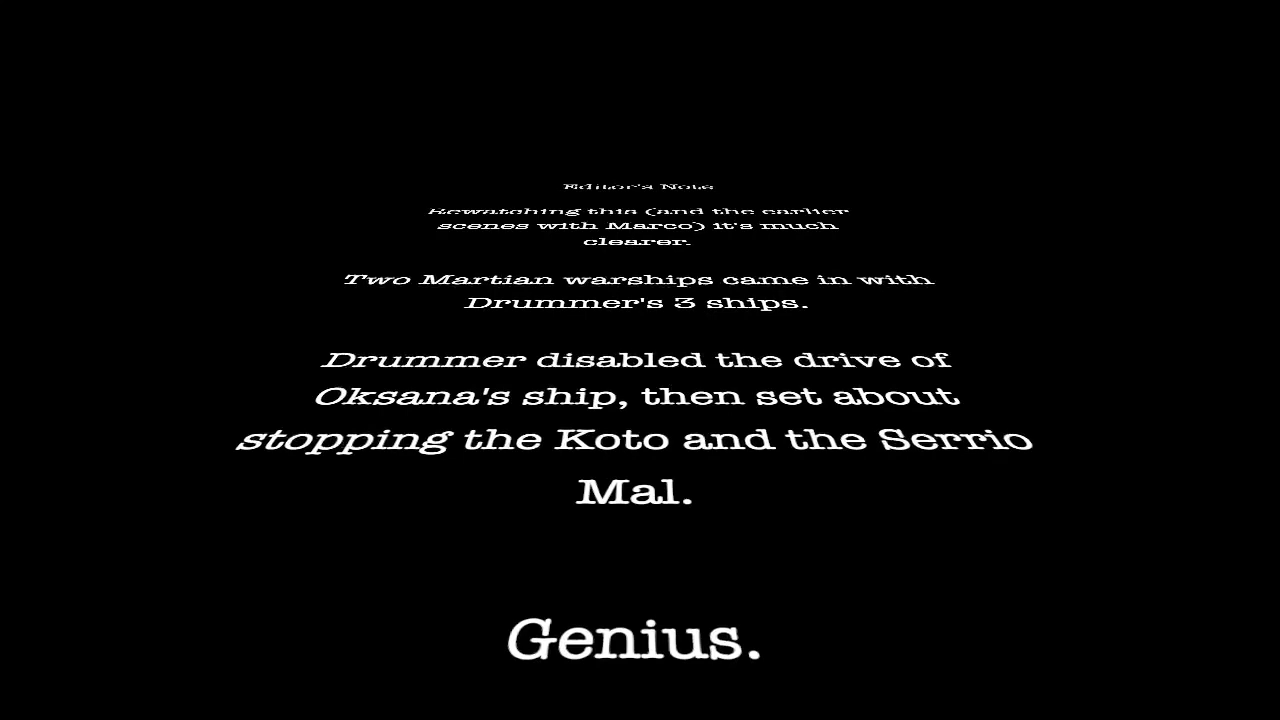 Editor's Note
Rewatching this (and the earlier
scenes with Marco) it's much
clearer.
Two Martian warships came in with
Drummer's 3 ships.
Drummer disabled the drive of
Oksana's ship, then set about
stopping the Koto and the Serrio
Mal.
Genius.